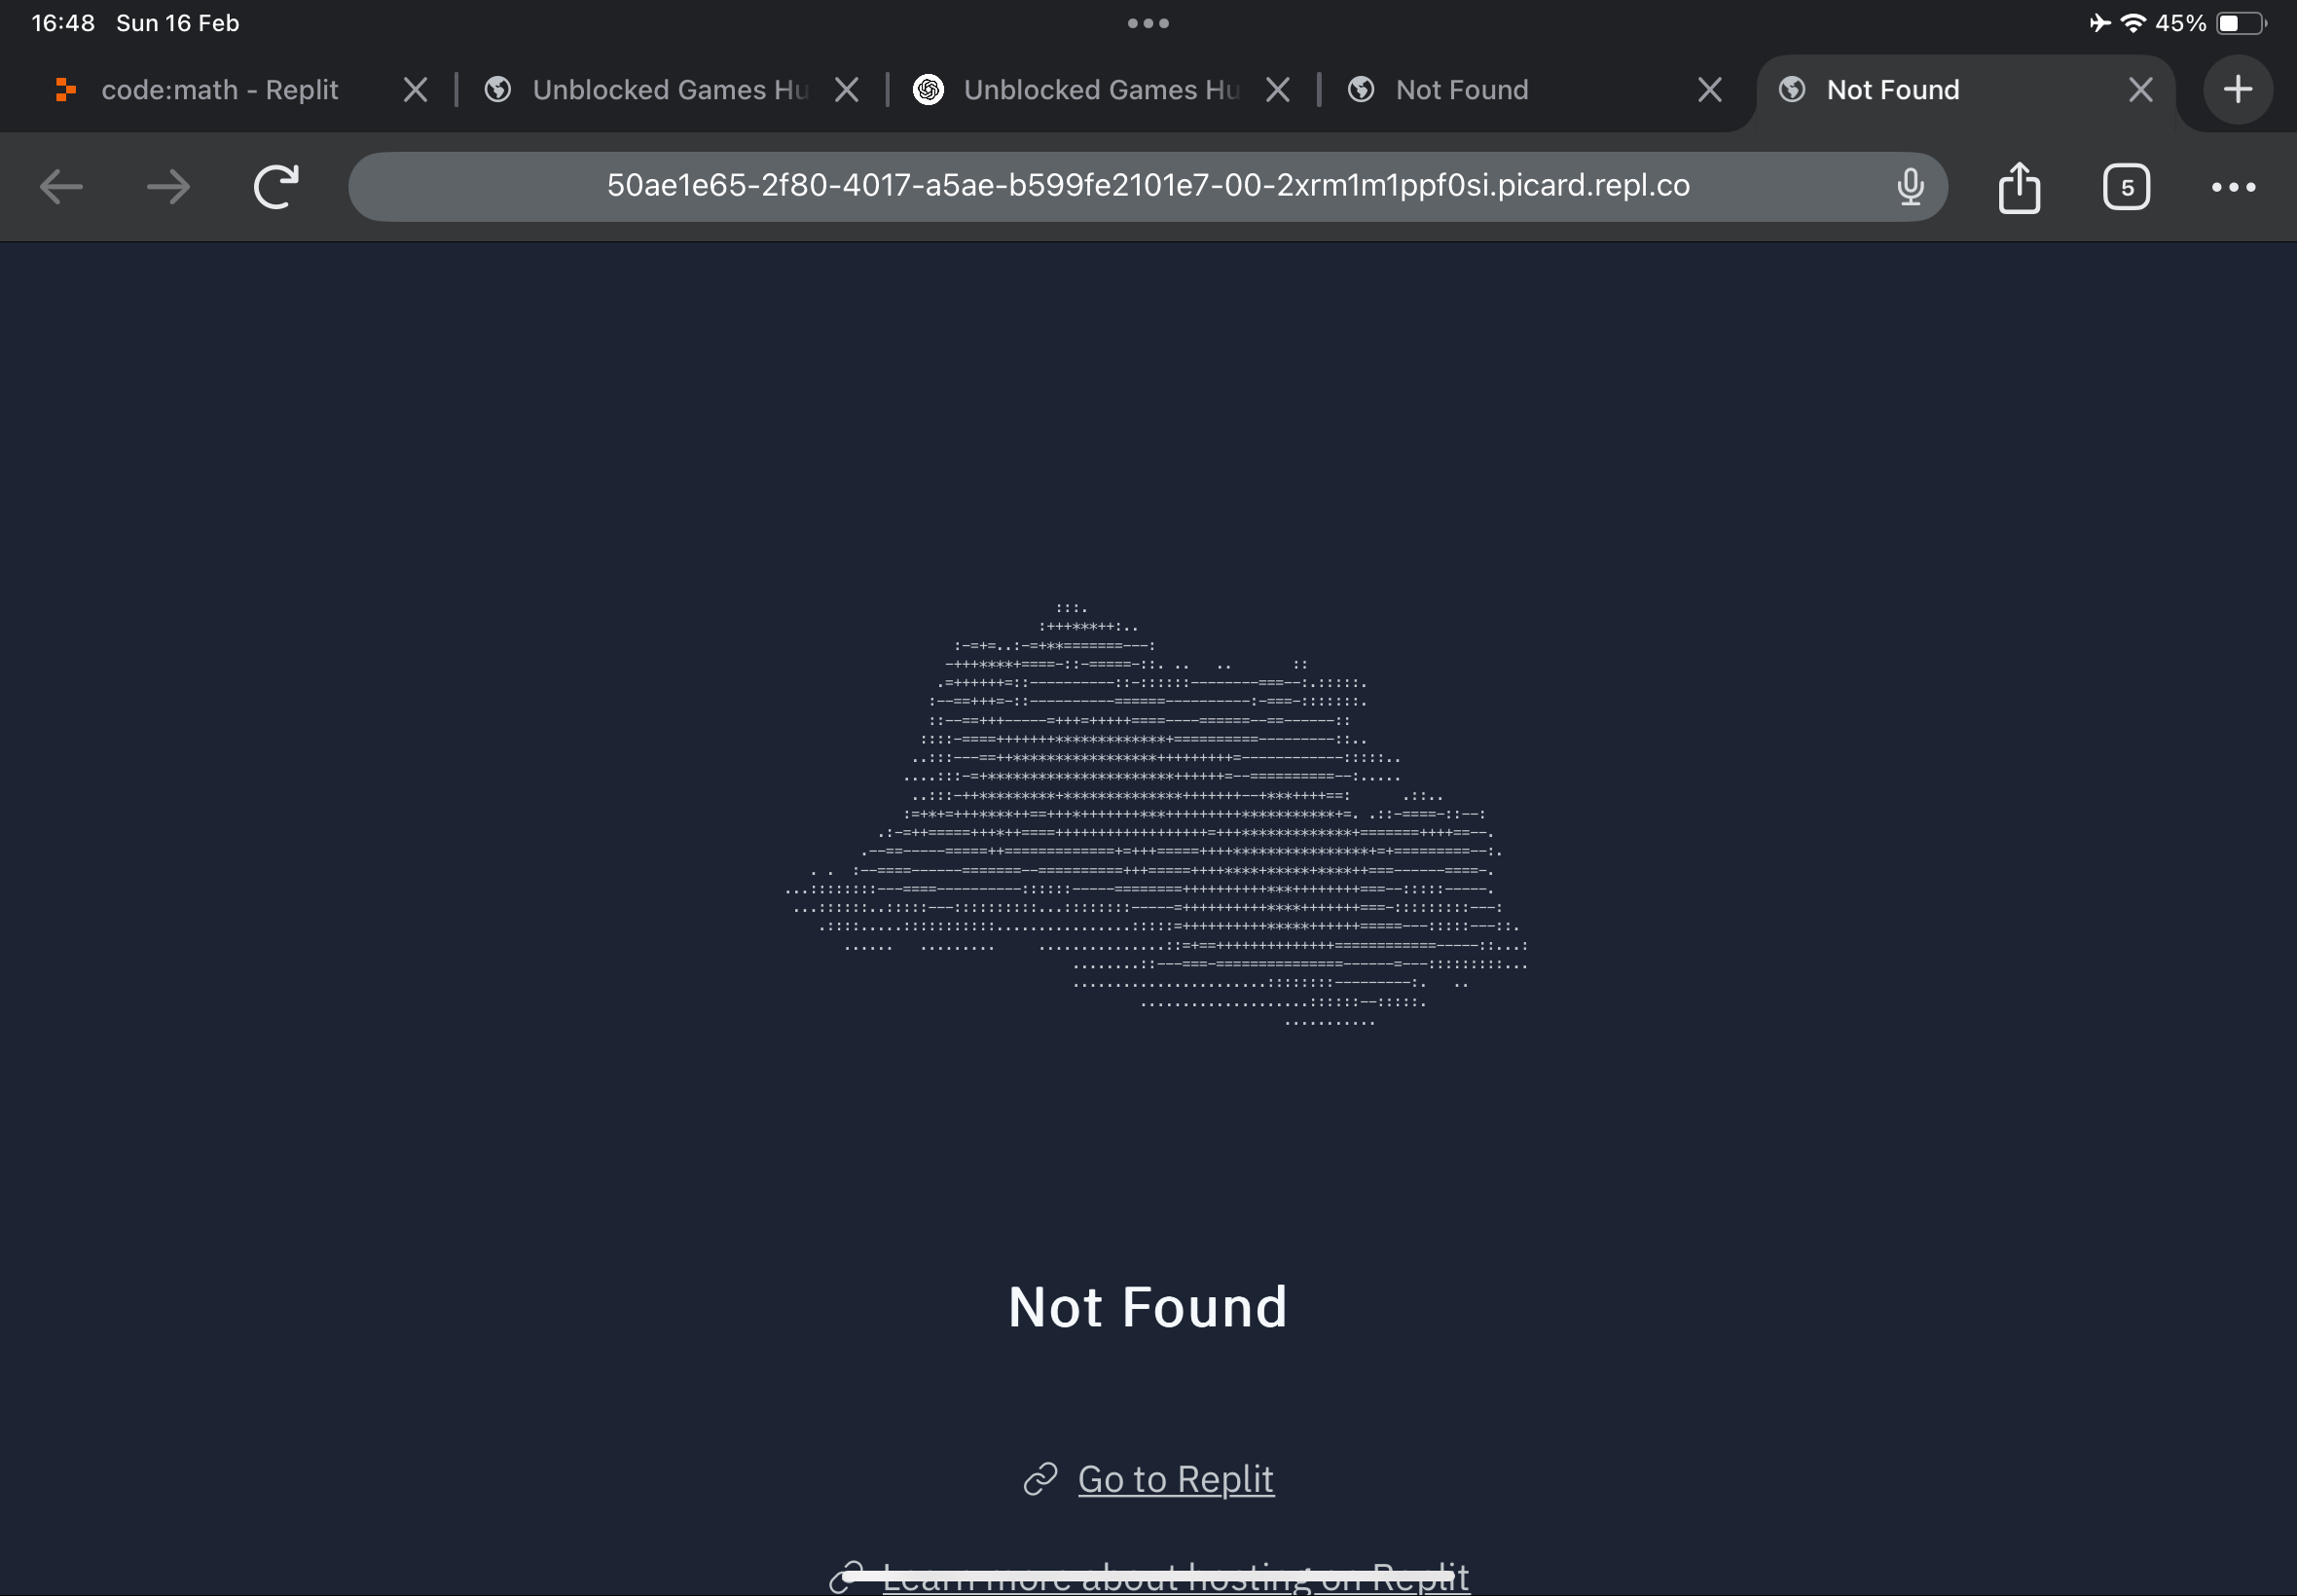 16:48 Sun 16 Feb
45%
code:math - Replit
Unblocked Games Hu
Unblocked Games Hu
Not Found
Not Found
50ae1e65-2f80-4017-a5ae-b599fe2101e7-00-2xrm1m1ppf0si.picard.repl.co
5
Not Found
Go to Replit
Learn more about hosting on Replit